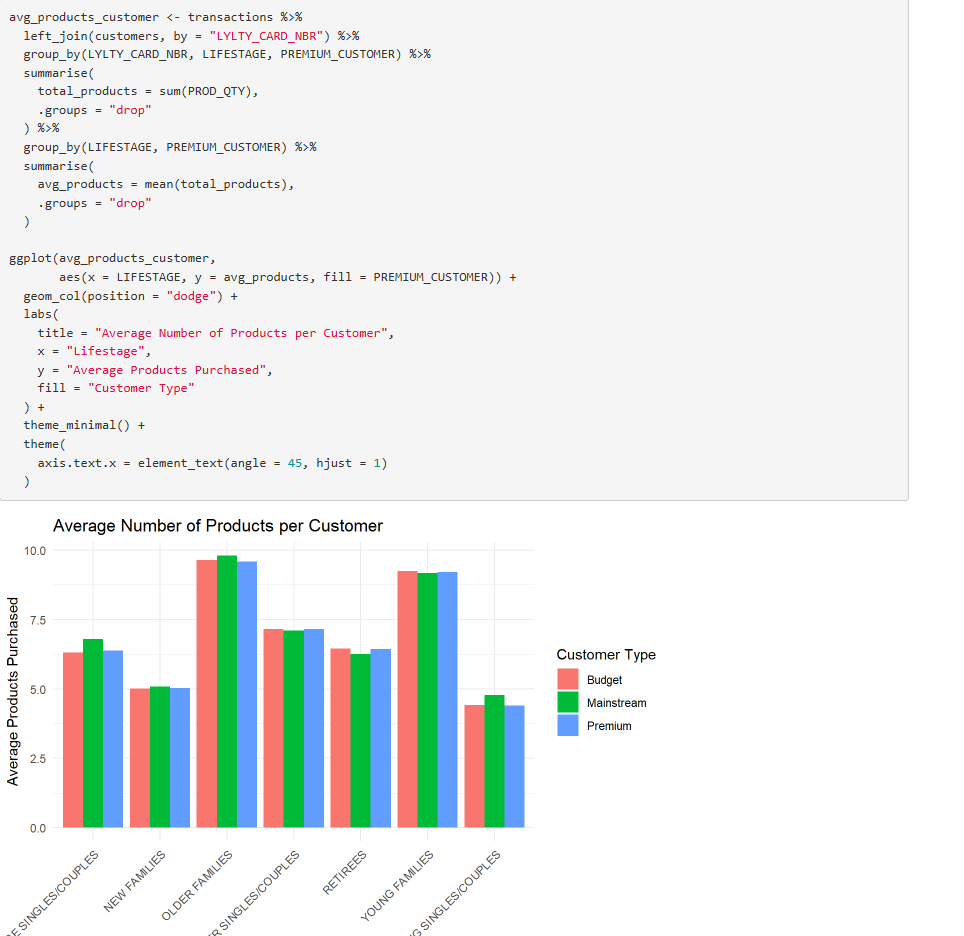 avg_products_customer <- transactions %>%
  left_join(customers, by = "LYLTY_CARD_NBR") %>%
  group_by(LYLTY_CARD_NBR, LIFESTAGE, PREMIUM_CUSTOMER) %>%
  summarise(
    total_products = sum(PROD_QTY),
    .groups = "drop"
  ) %>%
  group_by(LIFESTAGE, PREMIUM_CUSTOMER) %>%
  summarise(
    avg_products = mean(total_products),
    .groups = "drop"
  )
ggplot(avg_products_customer,
       aes(x = LIFESTAGE, y = avg_products, fill = PREMIUM_CUSTOMER)) +
  geom_col(position = "dodge") +
  labs(
    title = "Average Number of Products per Customer",
    x = "Lifestage",
    y = "Average Products Purchased",
    fill = "Customer Type"
  ) +
  theme_minimal() +
  theme(
    axis.text.x = element_text(angle = 45, hjust = 1)
  )
Average Number of Products per Customer
Average Products Purchased
10.0
7.5
5.0
2.5
0.0
SINGLES/COUPLES
NEW FAMILIES
OLDER FAMILIES
SINGLES/COUPLES
RETIREES
YOUNG FAMILIES
SINGLES/COUPLES
Customer Type
Budget
Mainstream
Premium